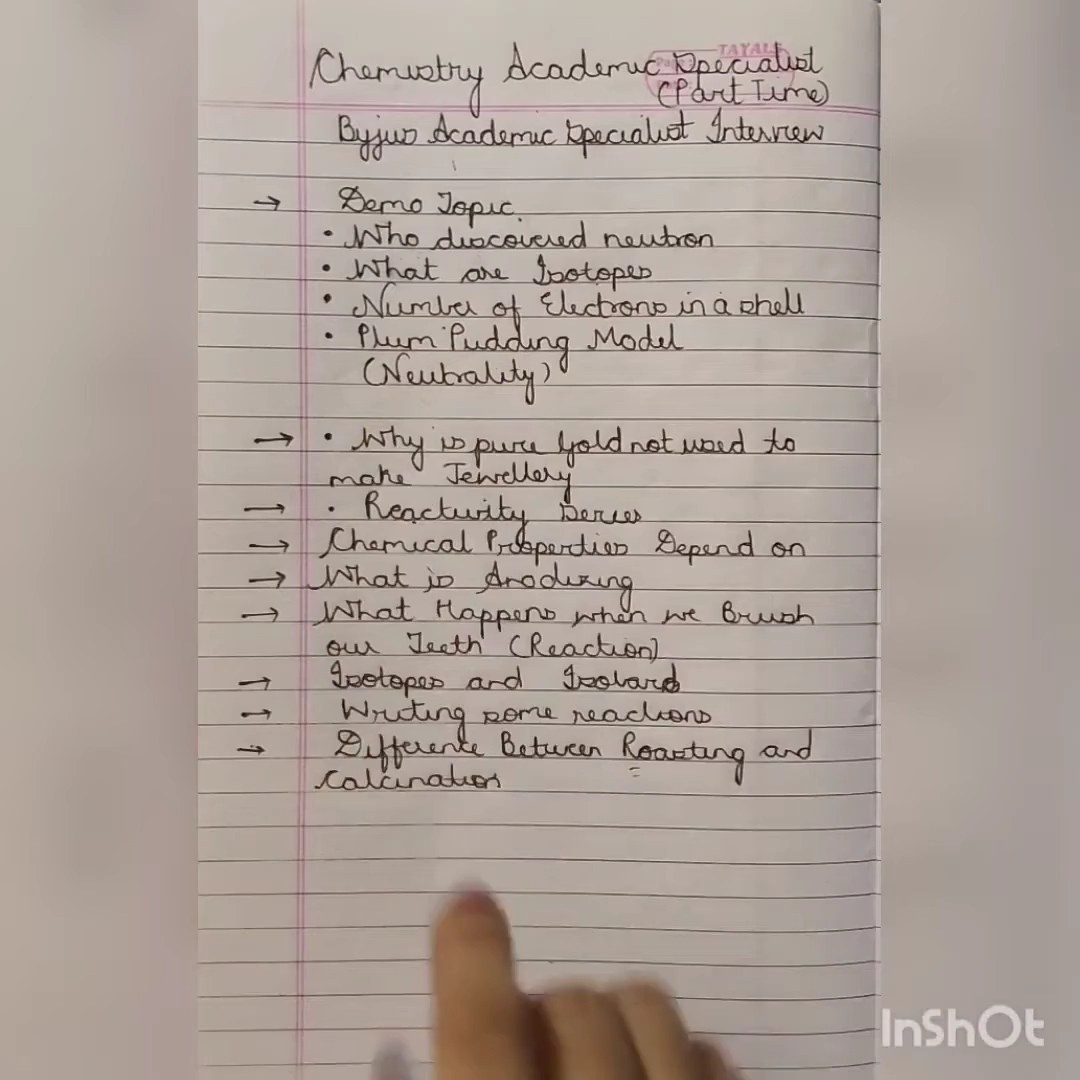 TAYAL
Chemistry Academic Specialist
(Part Time)
Byjus Academic Specialist Interview
→ Demo Topic.
• Who discovered neutron
• What are Isotopes
• Number of Electrons in a shell
• Plum Pudding Model
(Neutrality)
→ • Why is pure Gold not used to
make Jewellery
→ • Reactivity Series
→ Chemical Properties Depend on
→ What is Anodizing
→ What Happens when we Brush
our Teeth (Reaction)
→ Isotopes and Isobars
→ Writing some reactions
→ Difference Between Roasting and
Calcination
InShOt